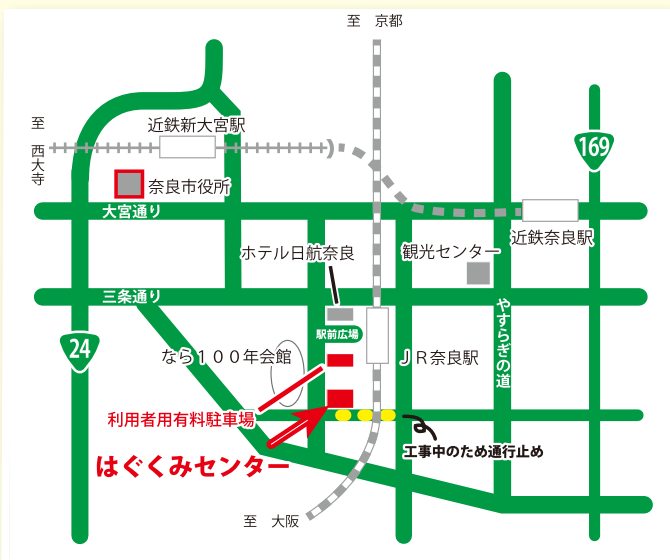 至 京都
近鉄新大宮駅
至 西大寺
169
奈良市役所
大宮通り
近鉄奈良駅
ホテル日航奈良
観光センター
三条通り
やすらぎの道
駅前広場
24
なら１００年会館
ＪＲ奈良駅
利用者用有料駐車場
工事中のため通行止め
はぐくみセンター
至 大阪